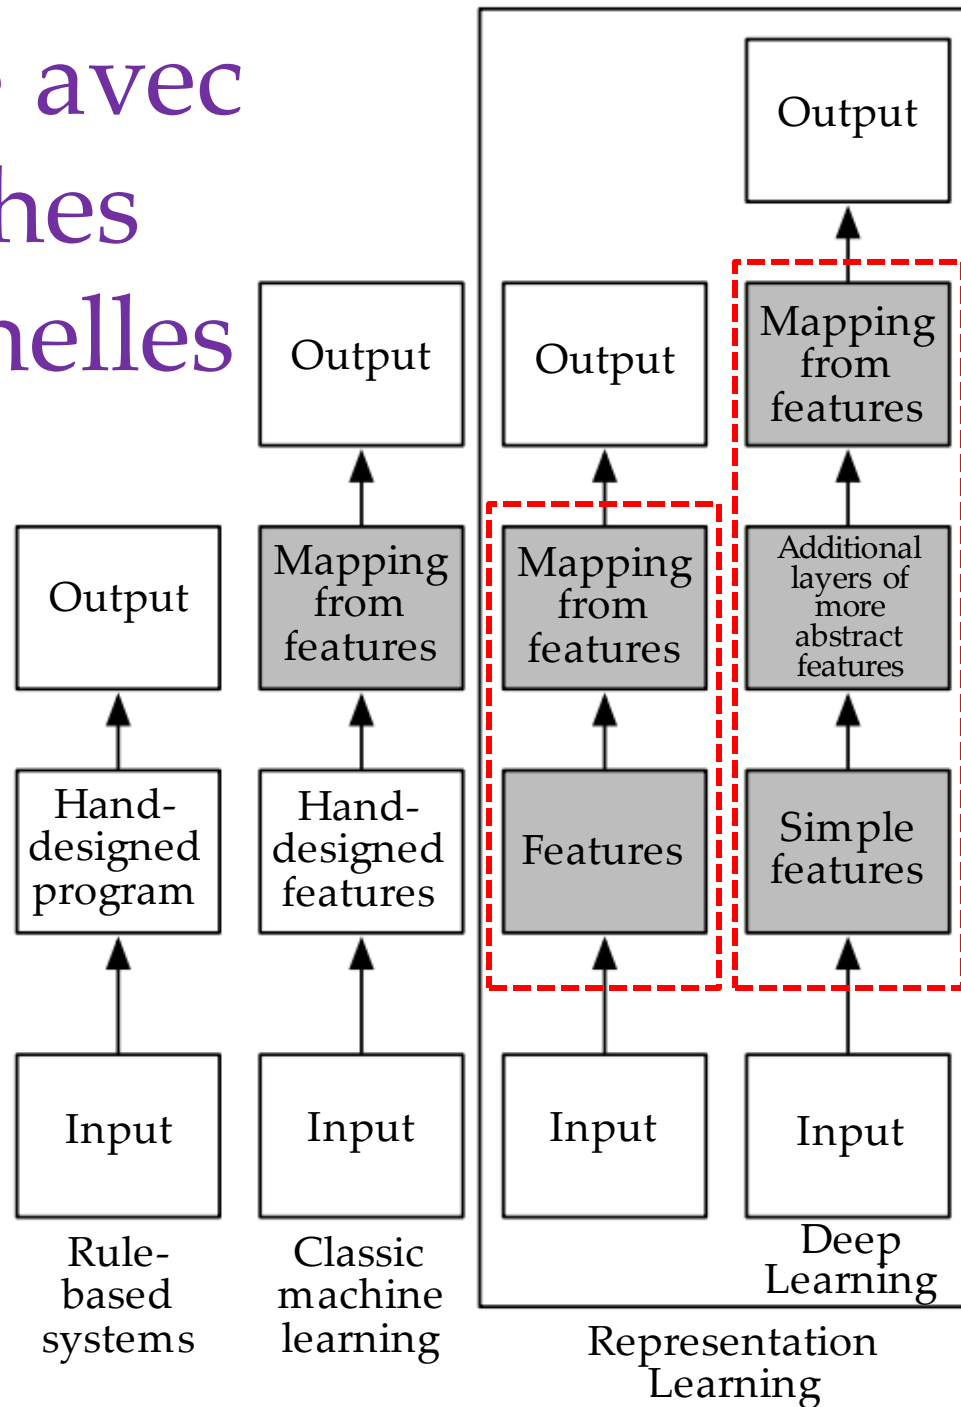 avec
hes
nelles
Output
Hand-
designed
program
Input
Rule-
based
systems
Output
Mapping
from
features
Hand-
designed
features
Input
Classic
machine
learning
Output
Mapping
from
features
Features
Input
Output
Mapping
from
features
Additional
layers of
more
abstract
features
Simple
features
Input
Deep
Learning
Representation
Learning